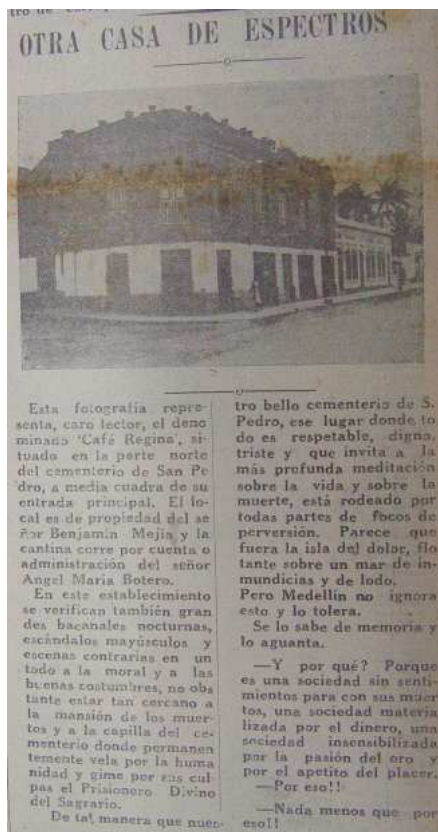 OTRA CASA DE ESPECTROS
Esta fotografía repre-
senta, caro lector, el deno
minado 'Café Regina', si-
tuado en la parte norte
del cementerio de San Pe
dro, a media cuadra de su
entrada principal. El lo-
cal es de propiedad del se
ñor Benjamín Mejía y la
cantina corre por cuenta o
administración del señor
Angel María Botero.
En este establecimiento
se verifican también gran
des bacanales nocturnas,
escándalos mayúsculos y
escenas contrarias en un
todo a la moral y a las
buenas costumbres, no obs
tante estar tan cercano a
la mansión de los muer-
tos y a la capilla del ce-
menterio donde permanen
temente vela por la huma
nidad y gime por sus cul-
pas el Prisionero Divino
del Sagrario.
De tal manera que nues-
tro bello cementerio de S.
Pedro, ese lugar donde to
do es respetable, digno,
triste y que invita a la
más profunda meditación
sobre la vida y sobre la
muerte, está rodeado por
todas partes de focos de
perversión. Parece que
fuera la isla del dolor, flo
tante sobre un mar de in-
mundicias y de lodo.
Pero Medellín no ignora
esto y lo tolera.
Se lo sabe de memoria y
lo aguanta.
—Y por qué? Porque
es una sociedad sin senti-
mientos para con sus muer
tos, una sociedad materia
lizada por el dinero, una
sociedad insensibilizada
por la pasión del oro y
por el apetito del placer.
—Por eso!!
—Nada menos que por
eso!!